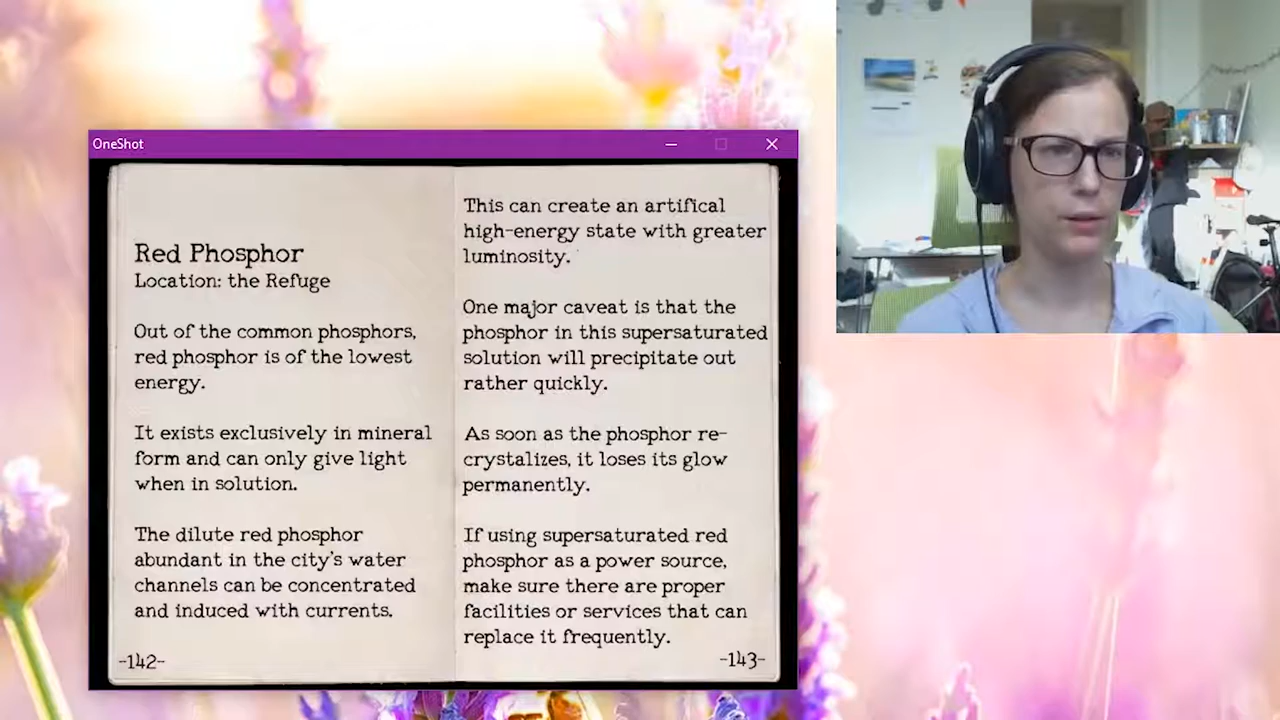 OneShot
Red Phosphor
Location: the Refuge
Out of the common phosphors,
red phosphor is of the lowest
energy.
It exists exclusively in mineral
form and can only give light
when in solution.
The dilute red phosphor
abundant in the city's water
channels can be concentrated
and induced with currents.
-142-
This can create an artifical
high-energy state with greater
luminosity.
One major caveat is that the
phosphor in this supersaturated
solution will precipitate out
rather quickly.
As soon as the phosphor re-
crystalizes, it loses its glow
permanently.
If using supersaturated red
phosphor as a power source,
make sure there are proper
facilities or services that can
replace it frequently.
-143-